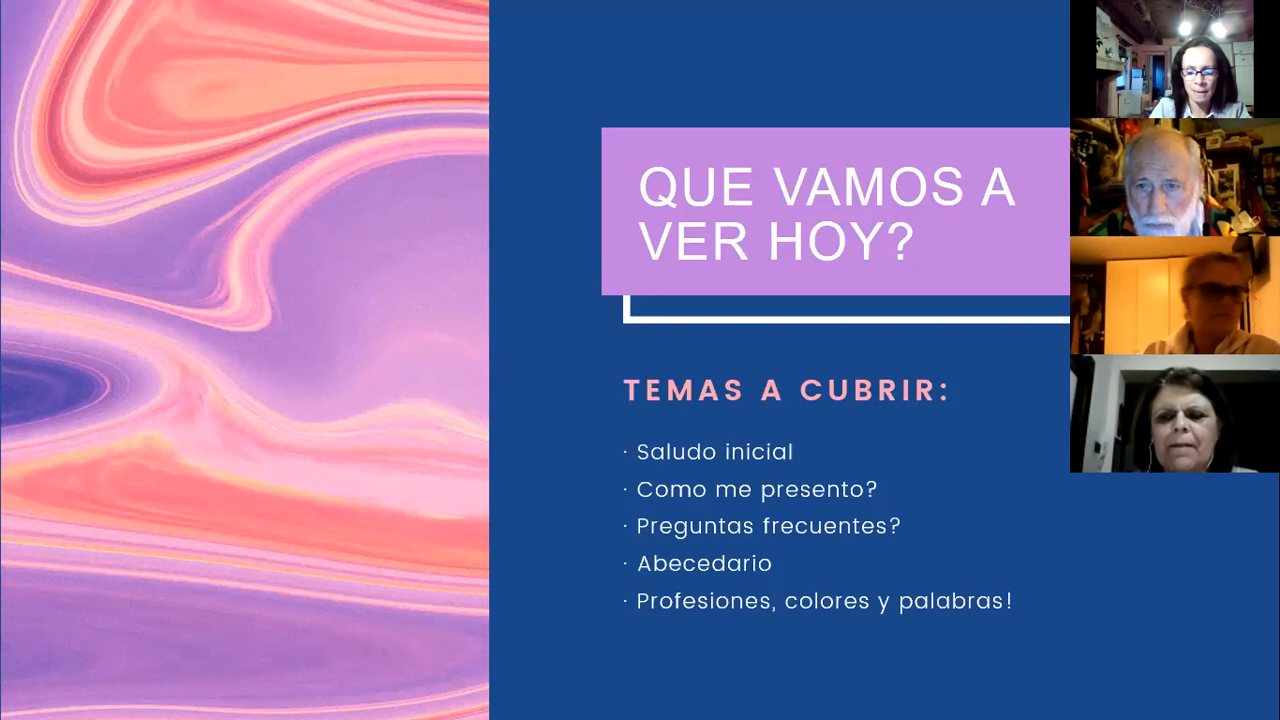 QUE VAMOS A
VER HOY?
TEMAS A CUBRIR:
· Saludo inicial
· Como me presento?
· Preguntas frecuentes?
· Abecedario
· Profesiones, colores y palabras!